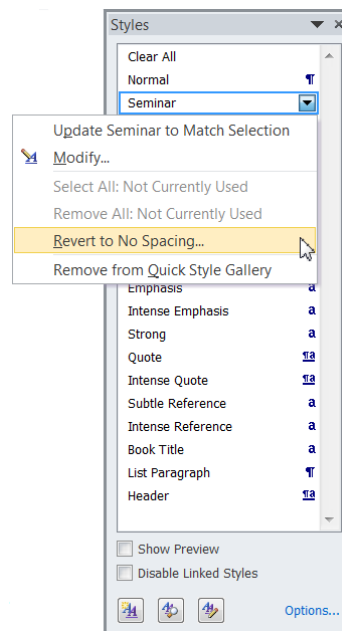 Styles
Clear All
Normal ¶
Seminar
Update Seminar to Match Selection
Modify...
Select All: Not Currently Used
Remove All: Not Currently Used
Revert to No Spacing...
Remove from Quick Style Gallery
Emphasis a
Intense Emphasis a
Strong a
Quote ¶a
Intense Quote ¶a
Subtle Reference a
Intense Reference a
Book Title a
List Paragraph ¶
Header ¶a
Show Preview
Disable Linked Styles
Options...